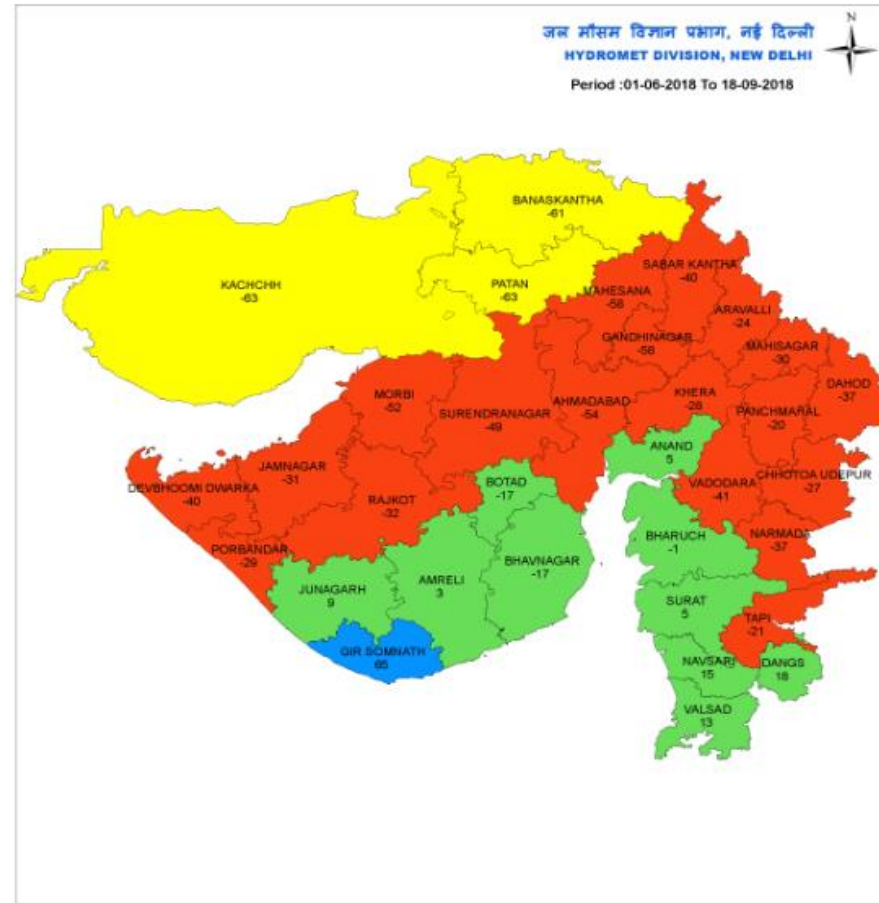 जल मौसम विज्ञान प्रभाग, नई दिल्ली
N
HYDROMET DIVISION, NEW DELHI
Period :01-06-2018 To 18-09-2018
BANASKANTHA
-61
SABAR KANTHA
-40
KACHCHH
-63
PATAN
-63
MAHESANA
-56
ARAVALLI
-24
GANDHINAGAR
-56
MAHISAGAR
-30
DAHOD
-37
MORBI
-52
SURENDRANAGAR
-49
AHMADABAD
-54
KHERA
-28
PANCHMAHAL
-20
ANAND
5
JAMNAGAR
-31
DEVBHOOMI DWARKA
-40
RAJKOT
-32
BOTAD
-17
VADODARA
-41
CHHOTOA UDEPUR
-27
BHARUCH
-1
NARMADA
-37
PORBANDAR
-29
JUNAGARH
9
AMRELI
3
BHAVNAGAR
-17
SURAT
5
TAPI
-21
GIR SOMNATH
65
NAVSARI
15
DANGS
18
VALSAD
13